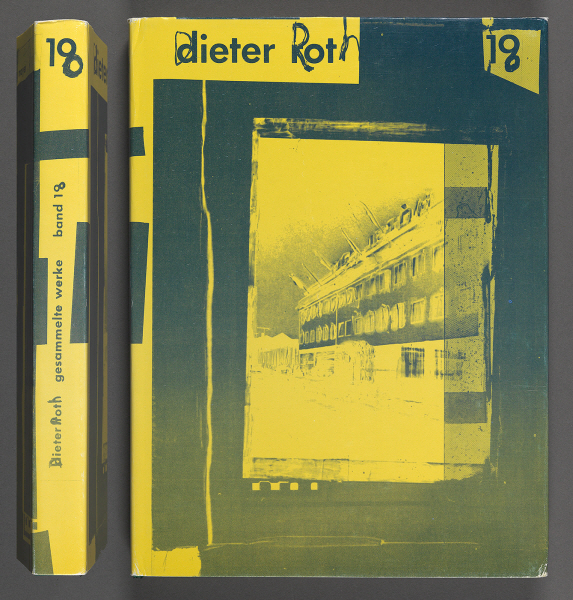 18
dieter
Dieter Roth gesammelte werke band 18
dieter Roth
18